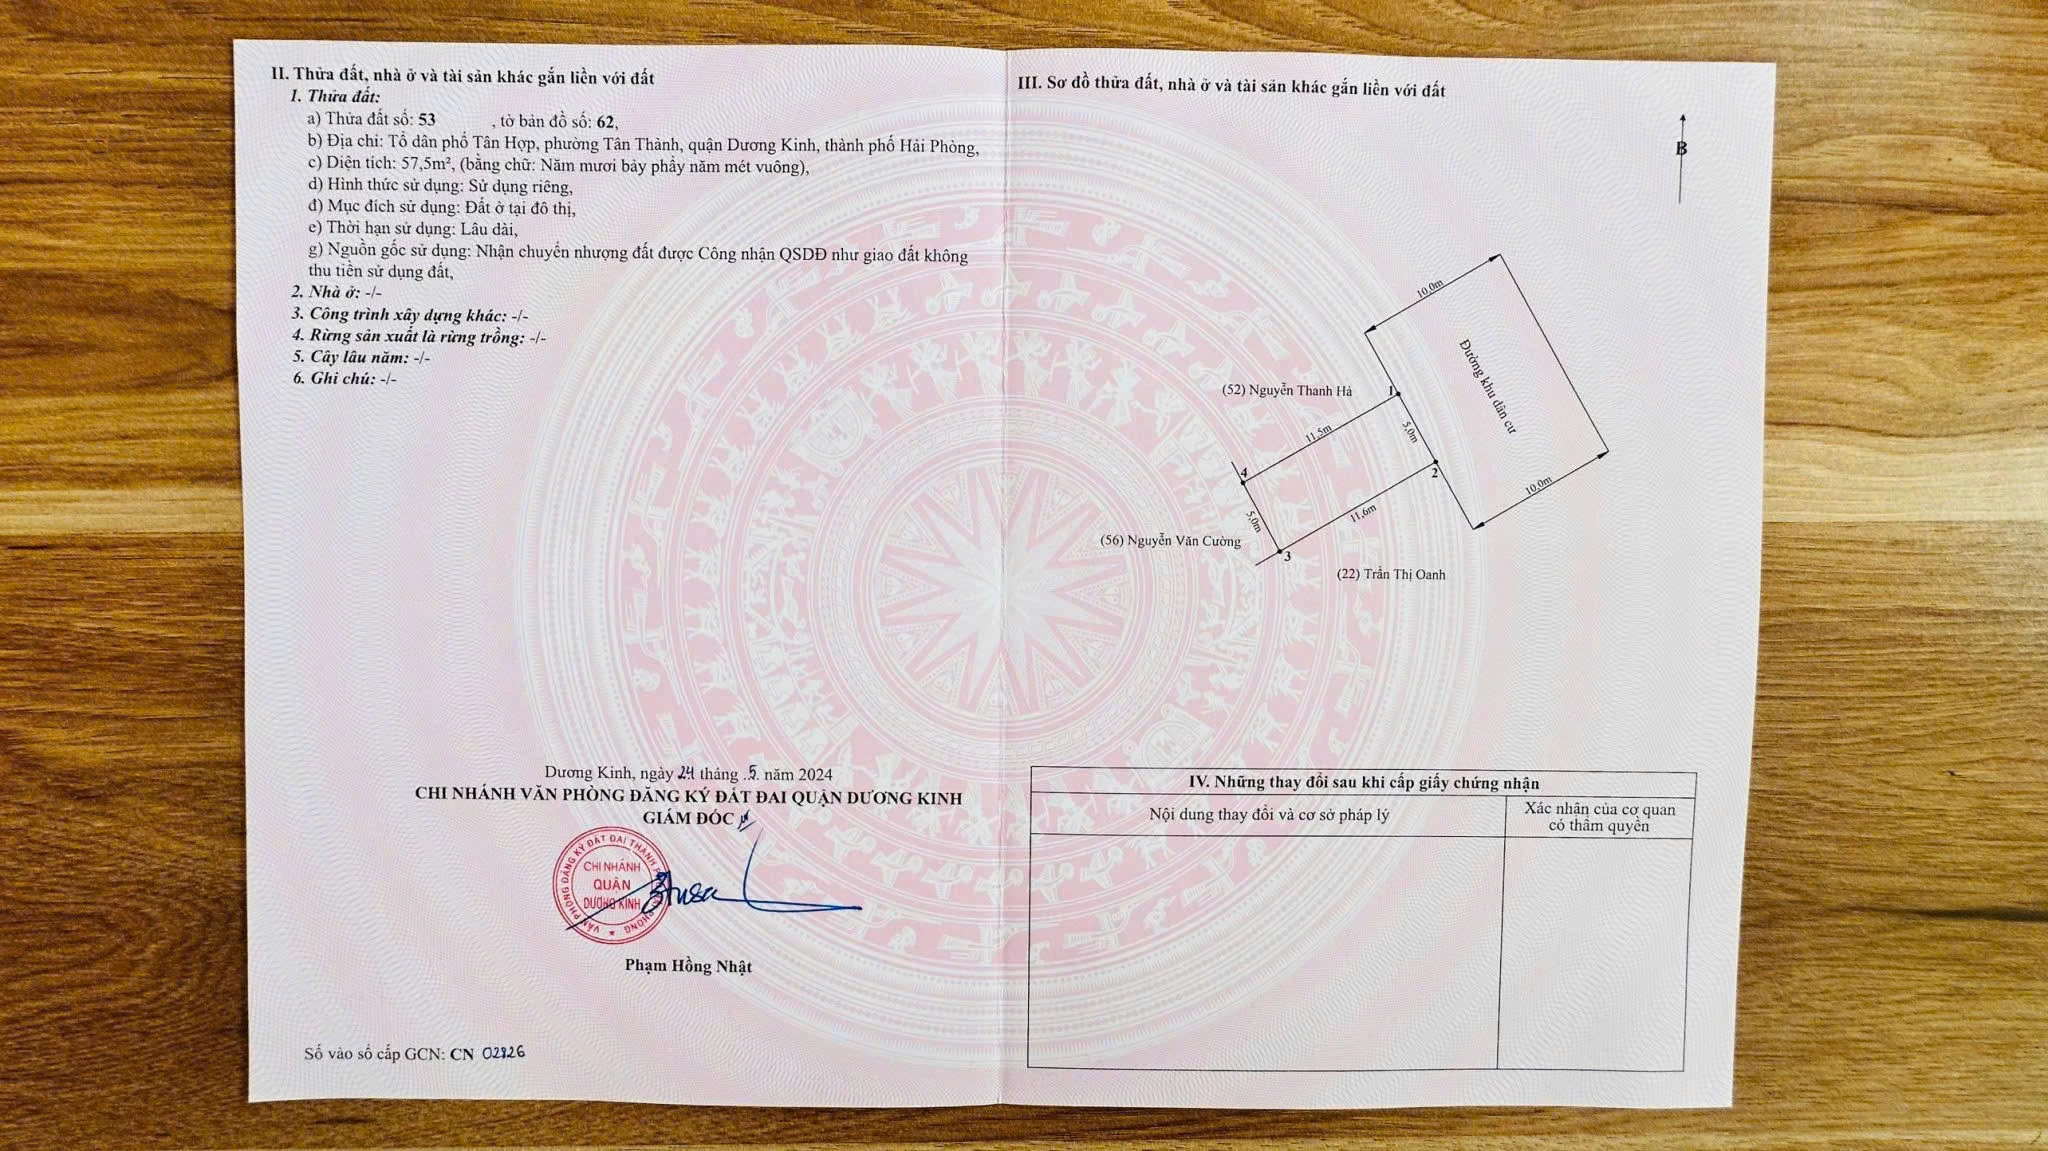 II. Thửa đất, nhà ở và tài sản khác gắn liền với đất
1. Thửa đất:
a) Thửa đất số: 53 , tờ bản đồ số: 62,
b) Địa chỉ: Tổ dân phố Tân Hợp, phường Tân Thành, quận Dương Kinh, thành phố Hải Phòng,
c) Diện tích: 57,5m², (bằng chữ: Năm mươi bảy phẩy năm mét vuông),
d) Hình thức sử dụng: Sử dụng riêng,
đ) Mục đích sử dụng: Đất ở tại đô thị,
e) Thời hạn sử dụng: Lâu dài,
g) Nguồn gốc sử dụng: Nhận chuyển nhượng đất được Công nhận QSDĐ như giao đất không
thu tiền sử dụng đất,
2. Nhà ở: -/-
3. Công trình xây dựng khác: -/-
4. Rừng sản xuất là rừng trồng: -/-
5. Cây lâu năm: -/-
6. Ghi chú: -/-
Dương Kinh, ngày 24 tháng .5. năm 2024
CHI NHÁNH VĂN PHÒNG ĐĂNG KÝ ĐẤT ĐAI QUẬN DƯƠNG KINH
GIÁM ĐỐC
VĂN PHÒNG ĐĂNG KÝ ĐẤT ĐAI THÀNH PHỐ HẢI PHÒNG
CHI NHÁNH
QUẬN
DƯƠNG KINH
Phạm Hồng Nhật
Số vào sổ cấp GCN: CN 02826
III. Sơ đồ thửa đất, nhà ở và tài sản khác gắn liền với đất
B
10,0m
Đường khu dân cư
(52) Nguyễn Thanh Hà
1
11,5m
5,0m
4
2
10,0m
5,0m
11,6m
(56) Nguyễn Văn Cường
3
(22) Trần Thị Oanh
IV. Những thay đổi sau khi cấp giấy chứng nhận
Nội dung thay đổi và cơ sở pháp lý
Xác nhận của cơ quan
có thẩm quyền